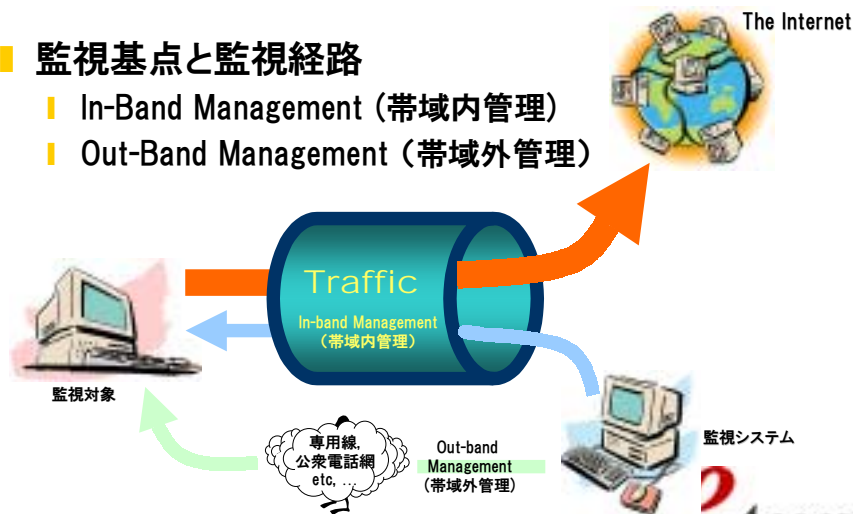 The Internet
監視基点と監視経路
In-Band Management (帯域内管理)
Out-Band Management (帯域外管理)
Traffic
In-band Management
(帯域内管理)
監視対象
専用線,
公衆電話網
etc, ...
Out-band
Management
(帯域外管理)
監視システム